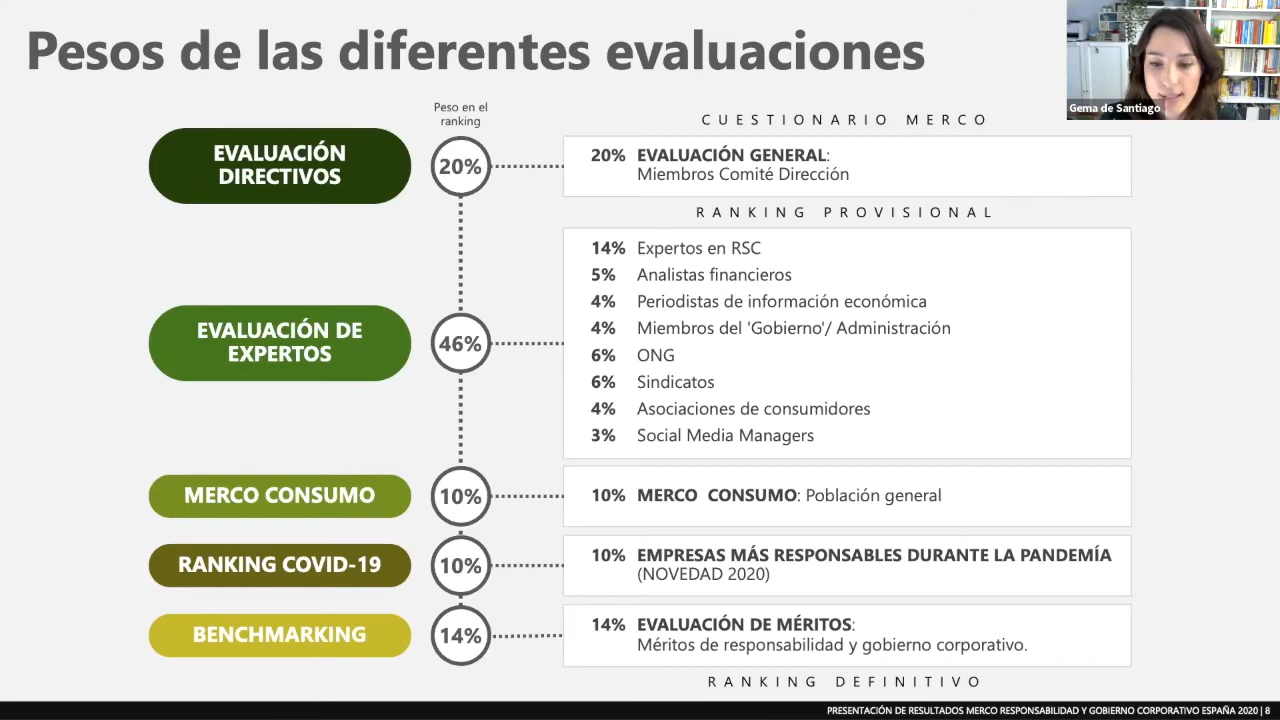 Pesos de las diferentes evaluaciones
Gema de Santiago
Peso en el
ranking
CUESTIONARIO MERCO
EVALUACIÓN
DIRECTIVOS
20%
20% EVALUACIÓN GENERAL:
Miembros Comité Dirección
RANKING PROVISIONAL
EVALUACIÓN DE
EXPERTOS
46%
14% Expertos en RSC
5% Analistas financieros
4% Periodistas de información económica
4% Miembros del 'Gobierno'/ Administración
6% ONG
6% Sindicatos
4% Asociaciones de consumidores
3% Social Media Managers
MERCO CONSUMO
10%
10% MERCO CONSUMO: Población general
RANKING COVID-19
10%
10% EMPRESAS MÁS RESPONSABLES DURANTE LA PANDEMÍA
(NOVEDAD 2020)
BENCHMARKING
14%
14% EVALUACIÓN DE MÉRITOS:
Méritos de responsabilidad y gobierno corporativo.
RANKING DEFINITIVO
PRESENTACIÓN DE RESULTADOS MERCO RESPONSABILIDAD Y GOBIERNO CORPORATIVO ESPAÑA 2020 | 8